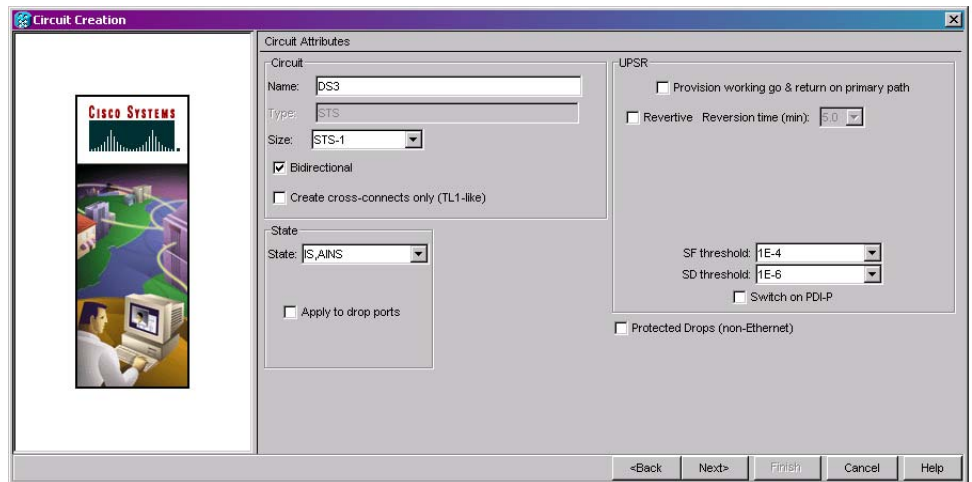 Circuit Creation
CISCO SYSTEMS
Circuit Attributes
Circuit
Name: DS3
Type: STS
Size: STS-1
Bidirectional
Create cross-connects only (TL1-like)
State
State: IS,AINS
Apply to drop ports
UPSR
Provision working go & return on primary path
Revertive Reversion time (min): 5.0
SF threshold: 1E-4
SD threshold: 1E-6
Switch on PDI-P
Protected Drops (non-Ethernet)
<Back Next> Finish Cancel Help